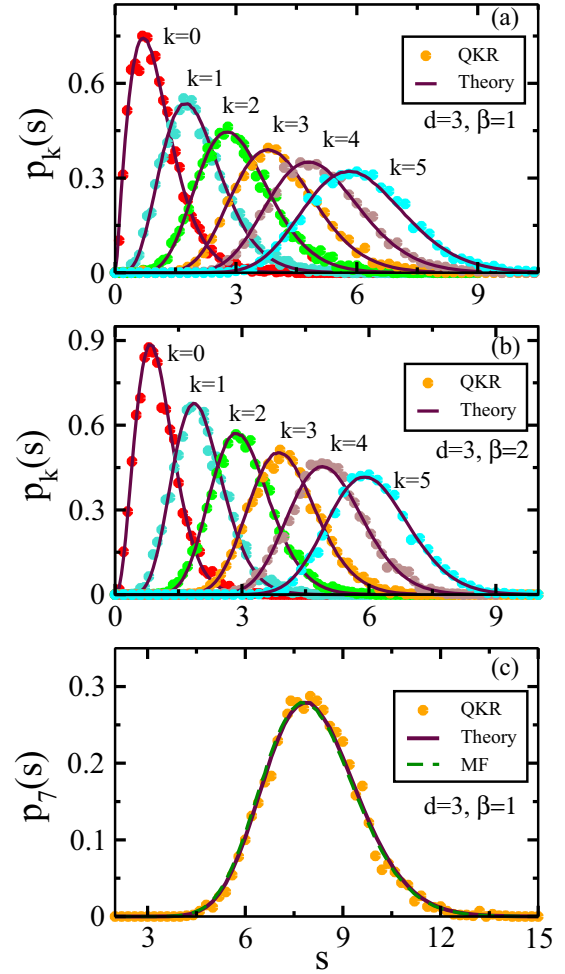 (a)
k=0
k=1
k=2
k=3
k=4
k=5
QKR
Theory
d=3, β=1
p_k(s)
0.6
0.3
0
0 3 6 9
(b)
k=0
k=1
k=2
k=3
k=4
k=5
QKR
Theory
d=3, β=2
p_k(s)
0.9
0.6
0.3
0
0 3 6 9
(c)
QKR
Theory
MF
d=3, β=1
p_7(s)
0.3
0.2
0.1
0
3 6 9 12 15
s